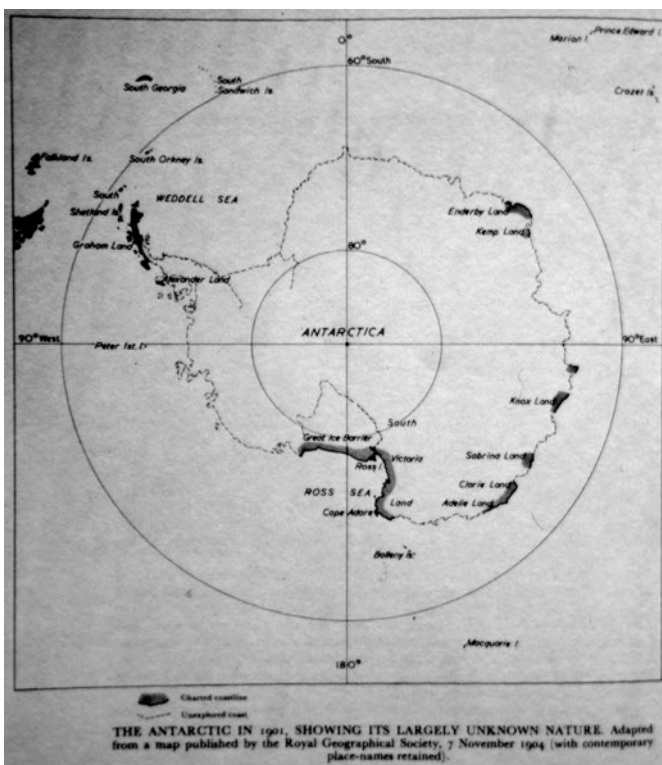 0°
60° South
Marion I.
Prince Edward I.
Crozet Is.
South Georgia
South
Sandwich Is.
Falkland Is.
South Orkney Is.
South
Shetland Is.
WEDDELL SEA
Graham Land
Alexander Land
Enderby Land
Kemp Land
80°
ANTARCTICA
90° West
90° East
Peter Ist. I.
Knox Land
South
Great Ice Barrier
Victoria
Ross I.
Sabrina Land
ROSS SEA
Land
Clarie Land
Cape Adare
Adelie Land
Balleny Is.
Macquarie I.
180°
Charted coastline
Unexplored coast
THE ANTARCTIC IN 1901, SHOWING ITS LARGELY UNKNOWN NATURE. Adapted
from a map published by the Royal Geographical Society, 7 November 1904 (with contemporary
place-names retained).